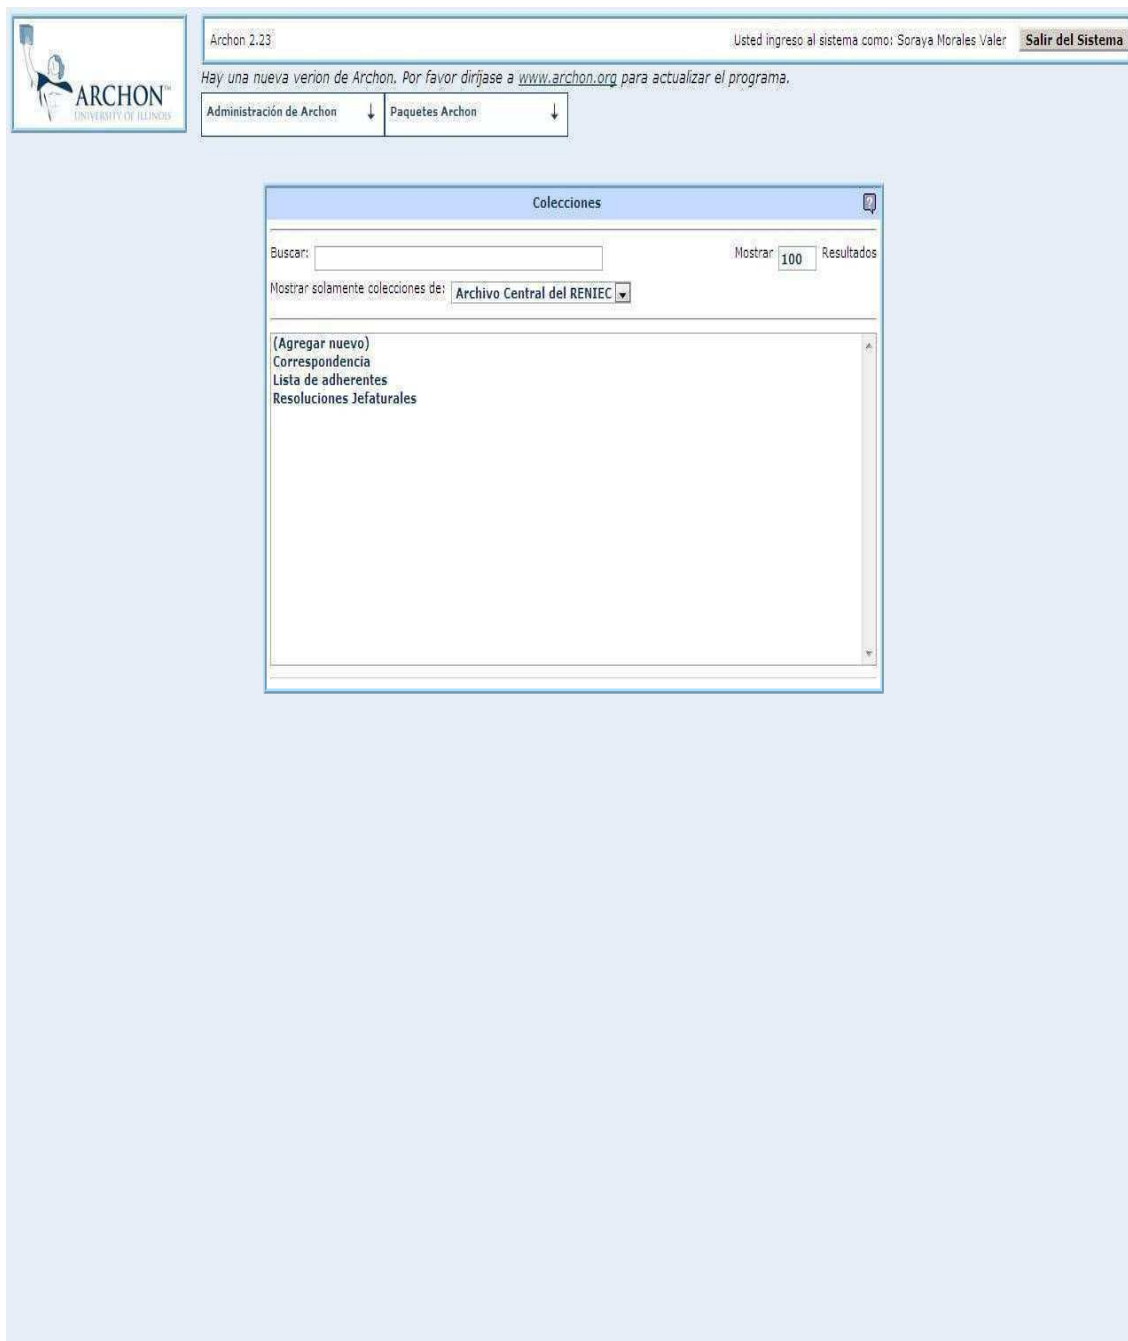 ARCHON™
UNIVERSITY OF ILLINOIS
Archon 2.23
Usted ingreso al sistema como: Soraya Morales Valer
Salir del Sistema
Hay una nueva verion de Archon. Por favor diríjase a www.archon.org para actualizar el programa.
Administración de Archon ↓
Paquetes Archon ↓
Colecciones
?
Buscar:
Mostrar 100 Resultados
Mostrar solamente colecciones de: Archivo Central del RENIEC
(Agregar nuevo)
Correspondencia
Lista de adherentes
Resoluciones Jefaturales